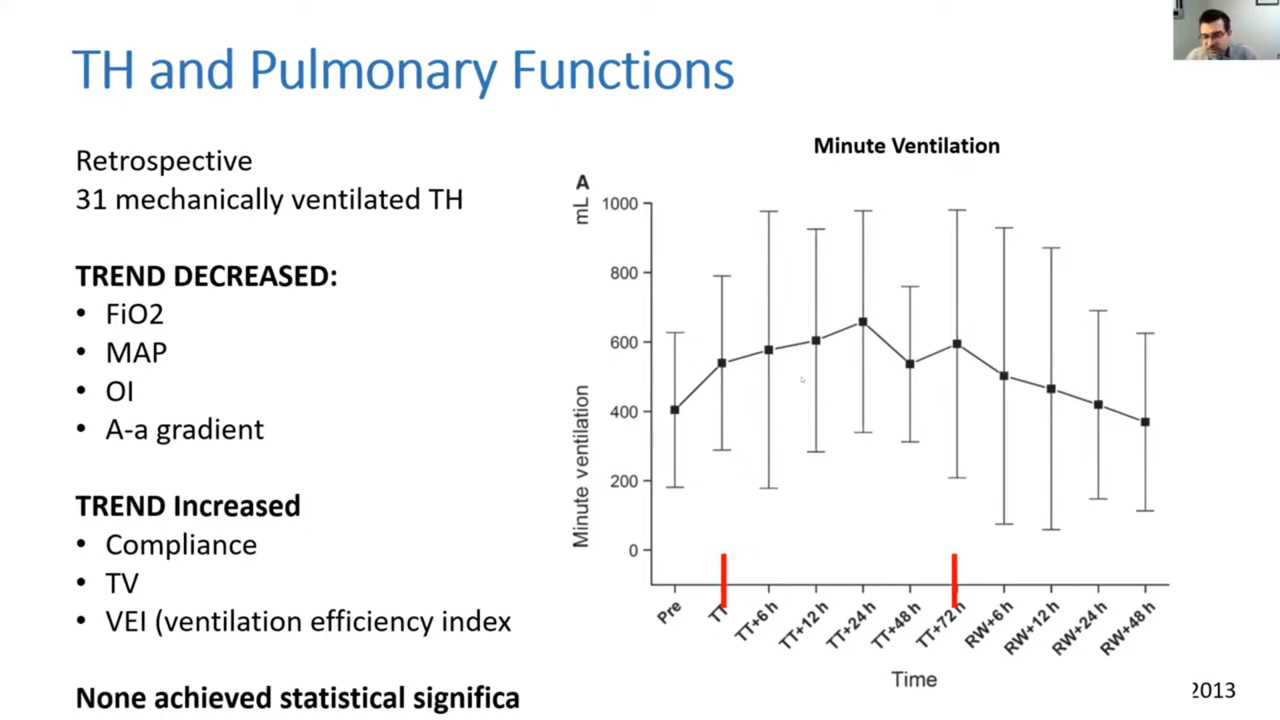 TH and Pulmonary Functions
Retrospective
31 mechanically ventilated TH
TREND DECREASED:
• FiO2
• MAP
• OI
• A-a gradient
TREND Increased
• Compliance
• TV
• VEI (ventilation efficiency index
None achieved statistical significa
Minute Ventilation
A
mL
Minute ventilation
1000
800
600
400
200
0
Pre
TT
TT+6 h
TT+12 h
TT+24 h
TT+48 h
TT+72 h
RW+6 h
RW+12 h
RW+24 h
RW+48 h
Time
2013